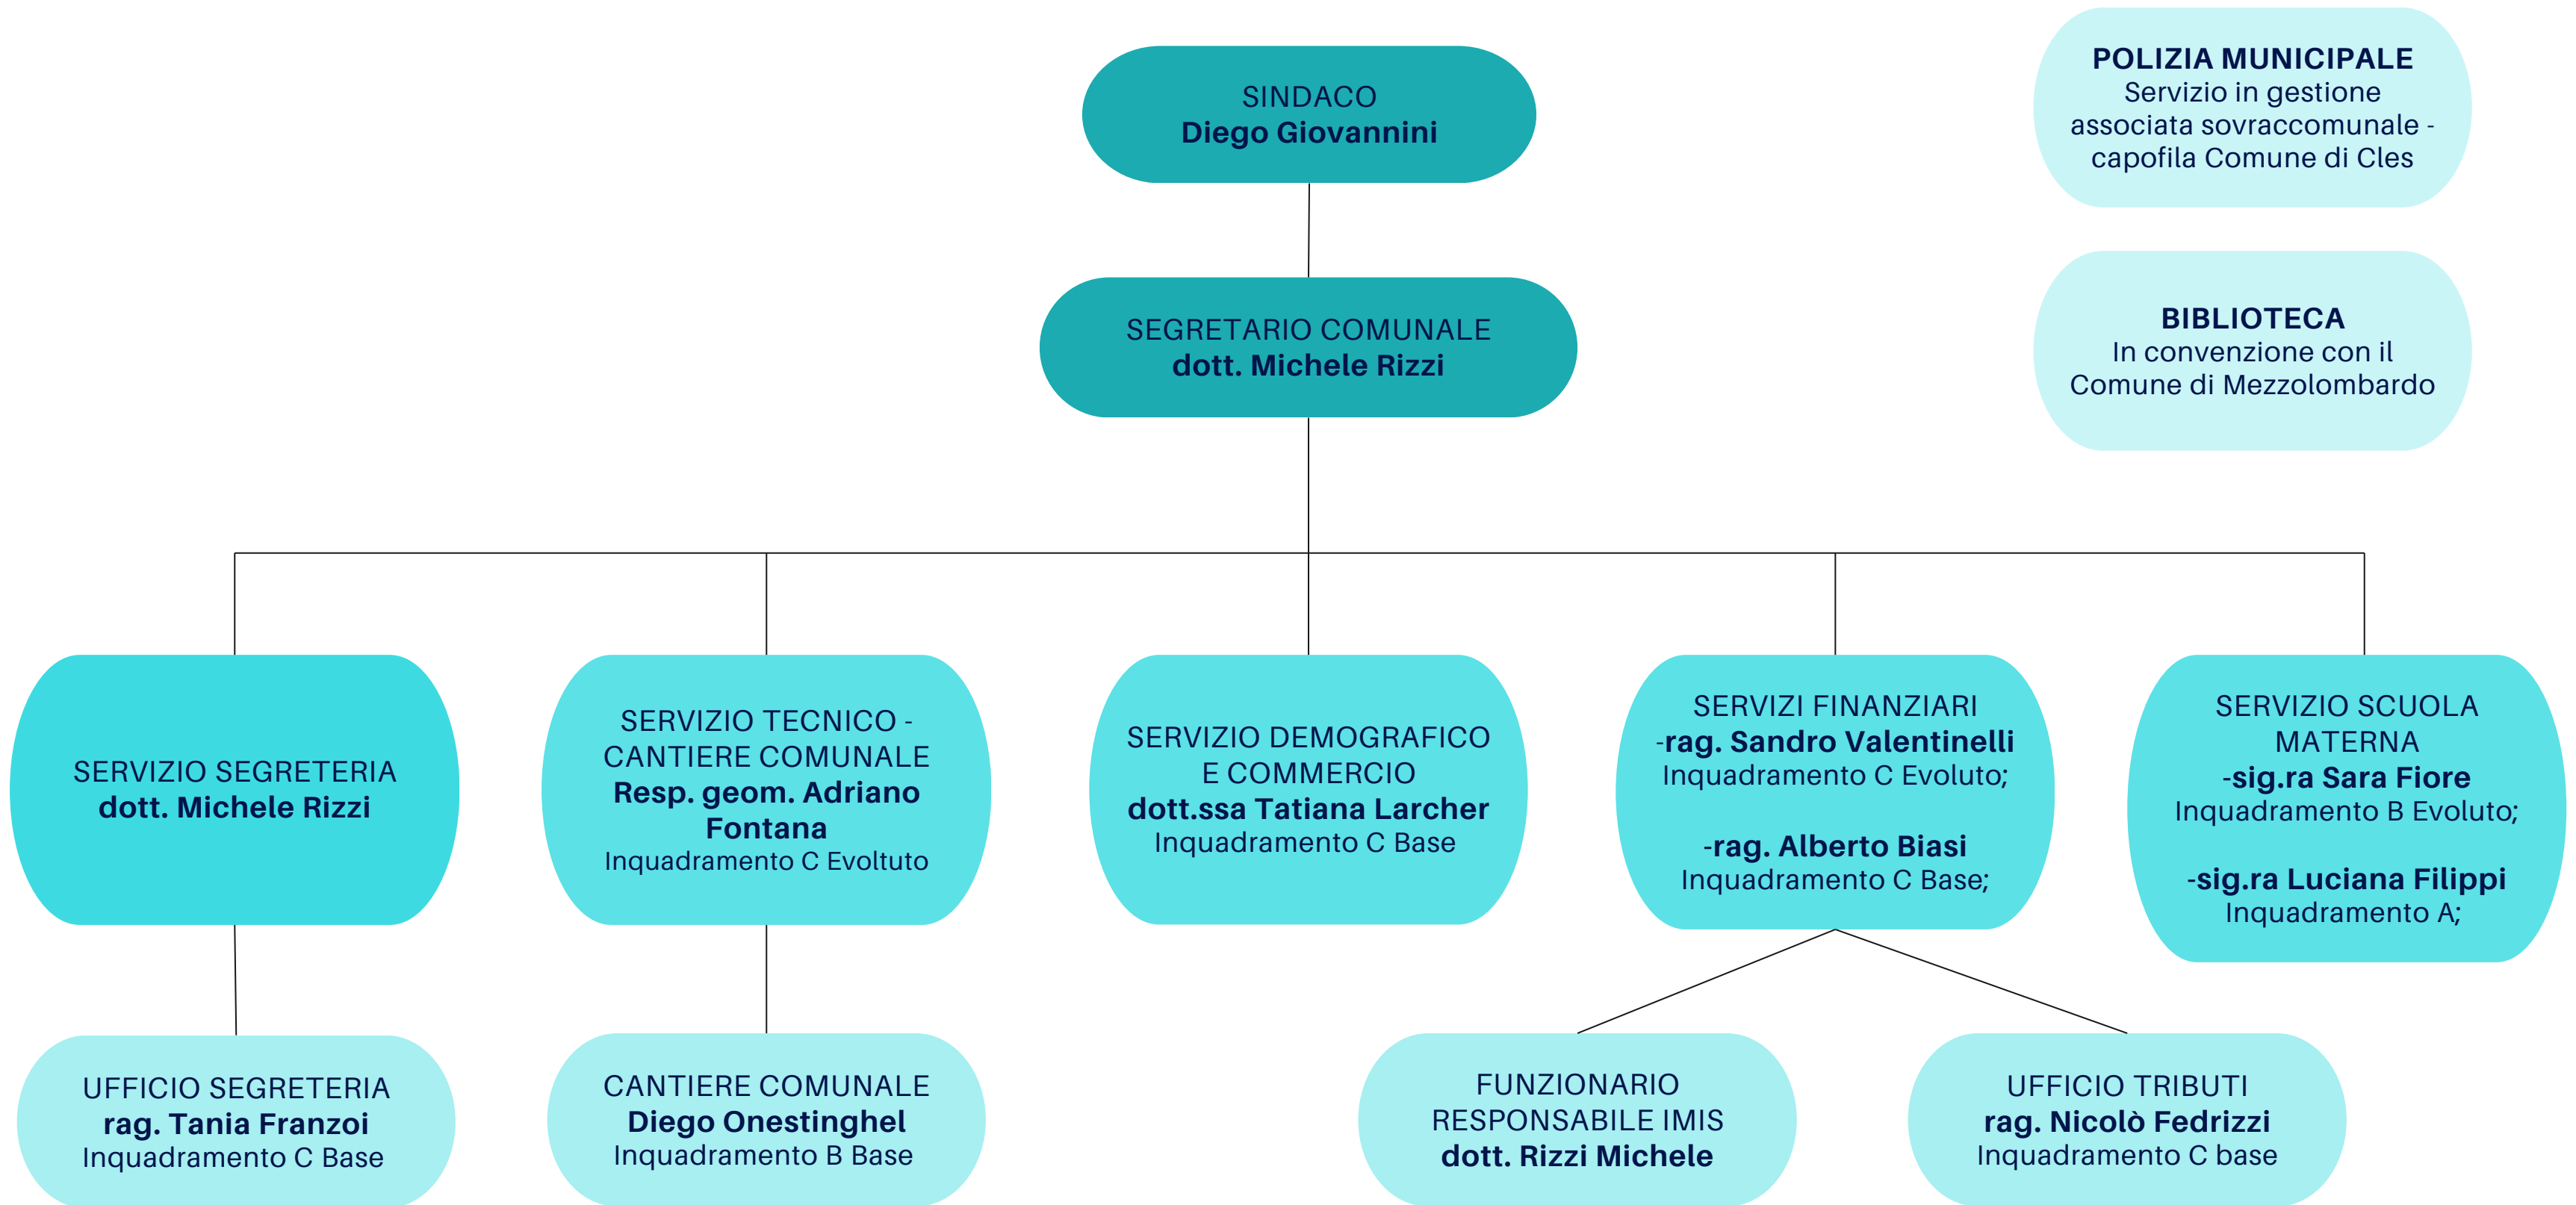 SINDACO
Diego Giovannini
POLIZIA MUNICIPALE
Servizio in gestione
associata sovraccomunale -
capofila Comune di Cles
SEGRETARIO COMUNALE
dott. Michele Rizzi
BIBLIOTECA
In convenzione con il
Comune di Mezzolombardo
SERVIZIO SEGRETERIA
dott. Michele Rizzi
SERVIZIO TECNICO -
CANTIERE COMUNALE
Resp. geom. Adriano
Fontana
Inquadramento C Evoltuto
SERVIZIO DEMOGRAFICO
E COMMERCIO
dott.ssa Tatiana Larcher
Inquadramento C Base
SERVIZI FINANZIARI
-rag. Sandro Valentinelli
Inquadramento C Evoluto;
-rag. Alberto Biasi
Inquadramento C Base;
SERVIZIO SCUOLA
MATERNA
-sig.ra Sara Fiore
Inquadramento B Evoluto;
-sig.ra Luciana Filippi
Inquadramento A;
UFFICIO SEGRETERIA
rag. Tania Franzoi
Inquadramento C Base
CANTIERE COMUNALE
Diego Onestinghel
Inquadramento B Base
FUNZIONARIO
RESPONSABILE IMIS
dott. Rizzi Michele
UFFICIO TRIBUTI
rag. Nicolò Fedrizzi
Inquadramento C base